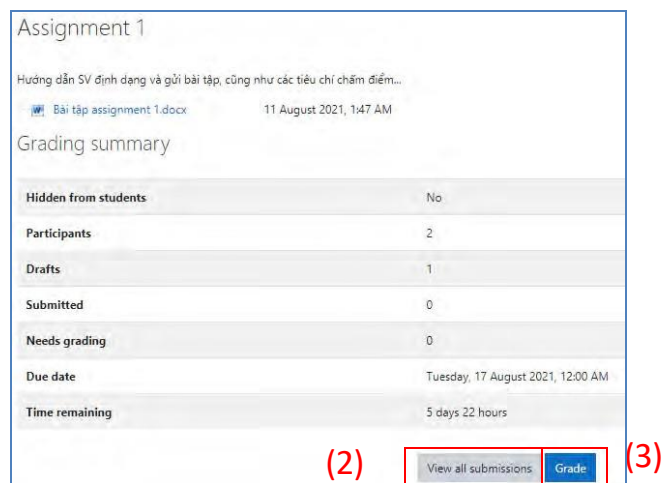 Assignment 1
Hướng dẫn SV định dạng và gửi bài tập, cũng như các tiêu chí chấm điểm...
Bài tập assignment 1.docx 11 August 2021, 1:47 AM
Grading summary
Hidden from students No
Participants 2
Drafts 1
Submitted 0
Needs grading 0
Due date Tuesday, 17 August 2021, 12:00 AM
Time remaining 5 days 22 hours
(2) View all submissions Grade (3)